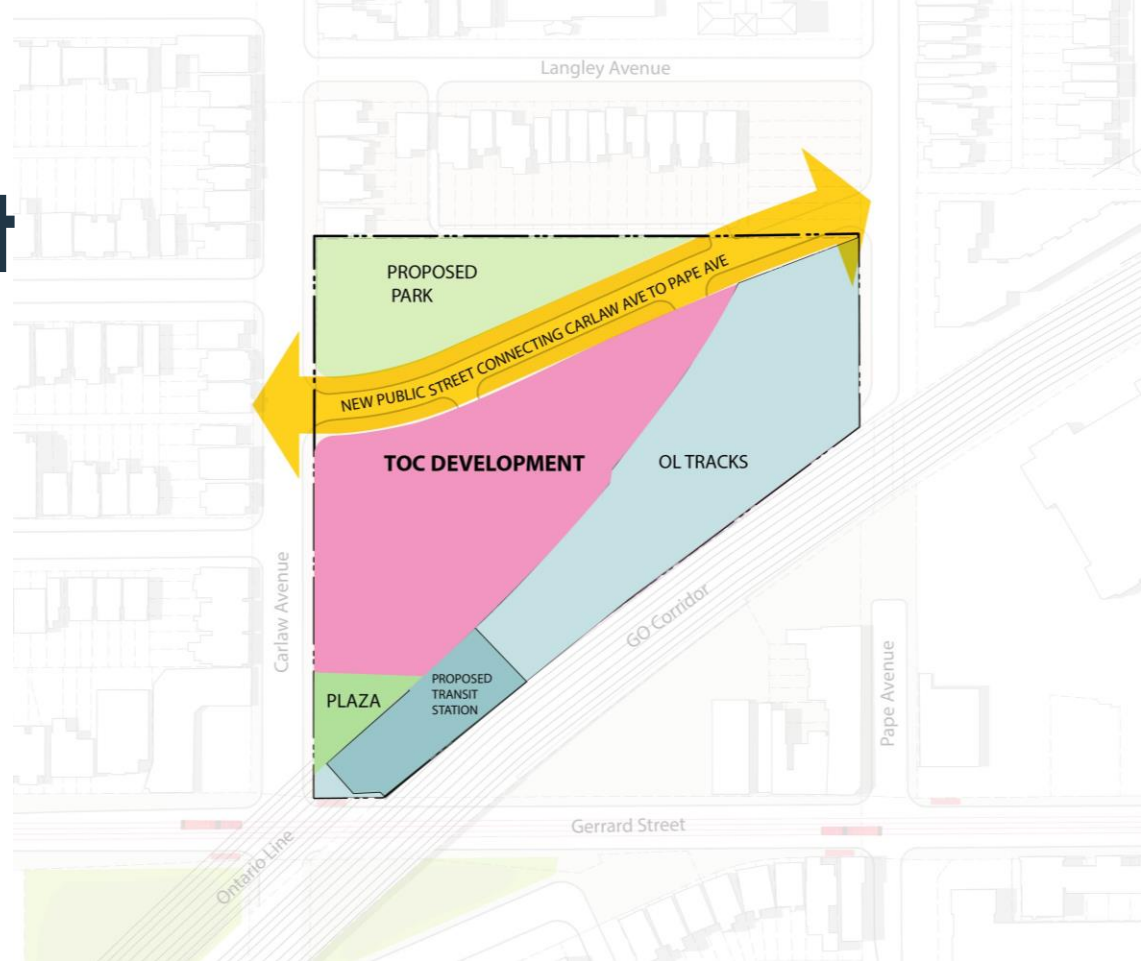 Langley Avenue
t
PROPOSED
PARK
NEW PUBLIC STREET CONNECTING CARLAW AVE TO PAPE AVE
TOC DEVELOPMENT
OL TRACKS
Carlaw Avenue
GO Corridor
PLAZA
PROPOSED
TRANSIT
STATION
Pape Avenue
Gerrard Street
Ontario Line